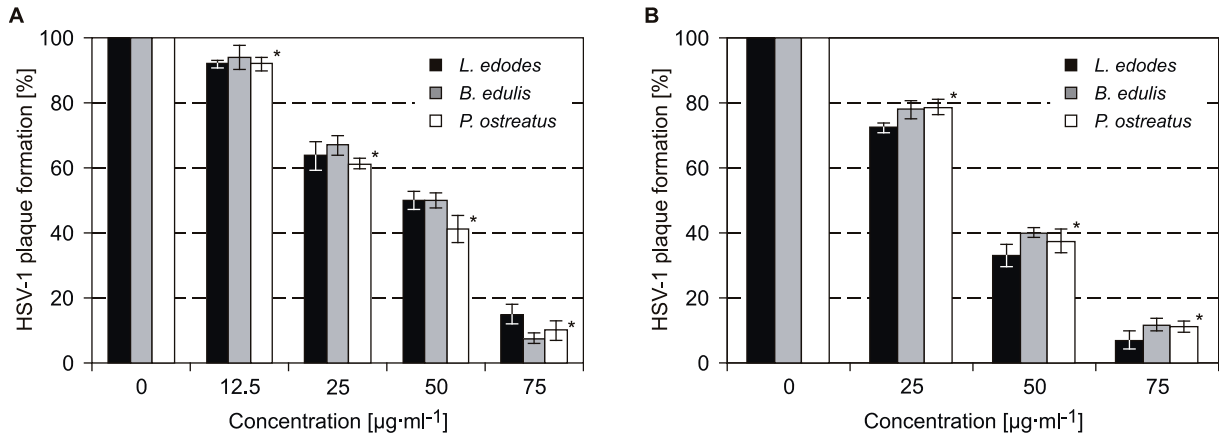 A
HSV-1 plaque formation [%]
100
80
60
40
20
0
L. edodes
B. edulis
P. ostreatus
*
*
*
*
0 12.5 25 50 75
Concentration [µg·ml-1]
B
HSV-1 plaque formation [%]
100
80
60
40
20
0
L. edodes
B. edulis
P. ostreatus
*
*
*
0 25 50 75
Concentration [µg·ml-1]